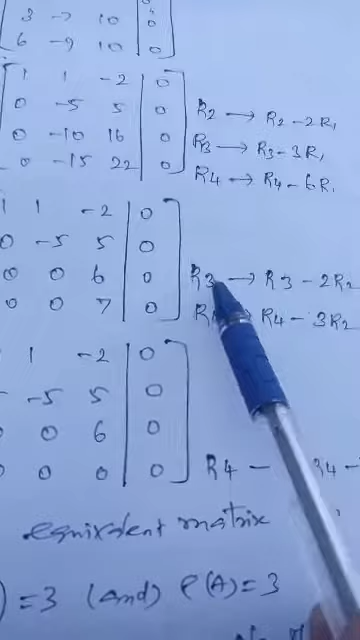 3 -7 10 | 0
6 -9 10 | 0
1 1 -2 | 0
0 -5 5 | 0 R2 → R2 - 2R1
0 -10 16 | 0 R3 → R3 - 3R1
0 -15 22 | 0 R4 → R4 - 6R1
1 1 -2 | 0
0 -5 5 | 0
0 0 6 | 0 R3 → R3 - 2R2
0 0 7 | 0 R4 - 3R2
1 -2 | 0
-5 5 | 0
0 0 6 | 0
0 0 0 | 0 R4 -
equivalent matrix
) = 3 (and) ρ(A) = 3